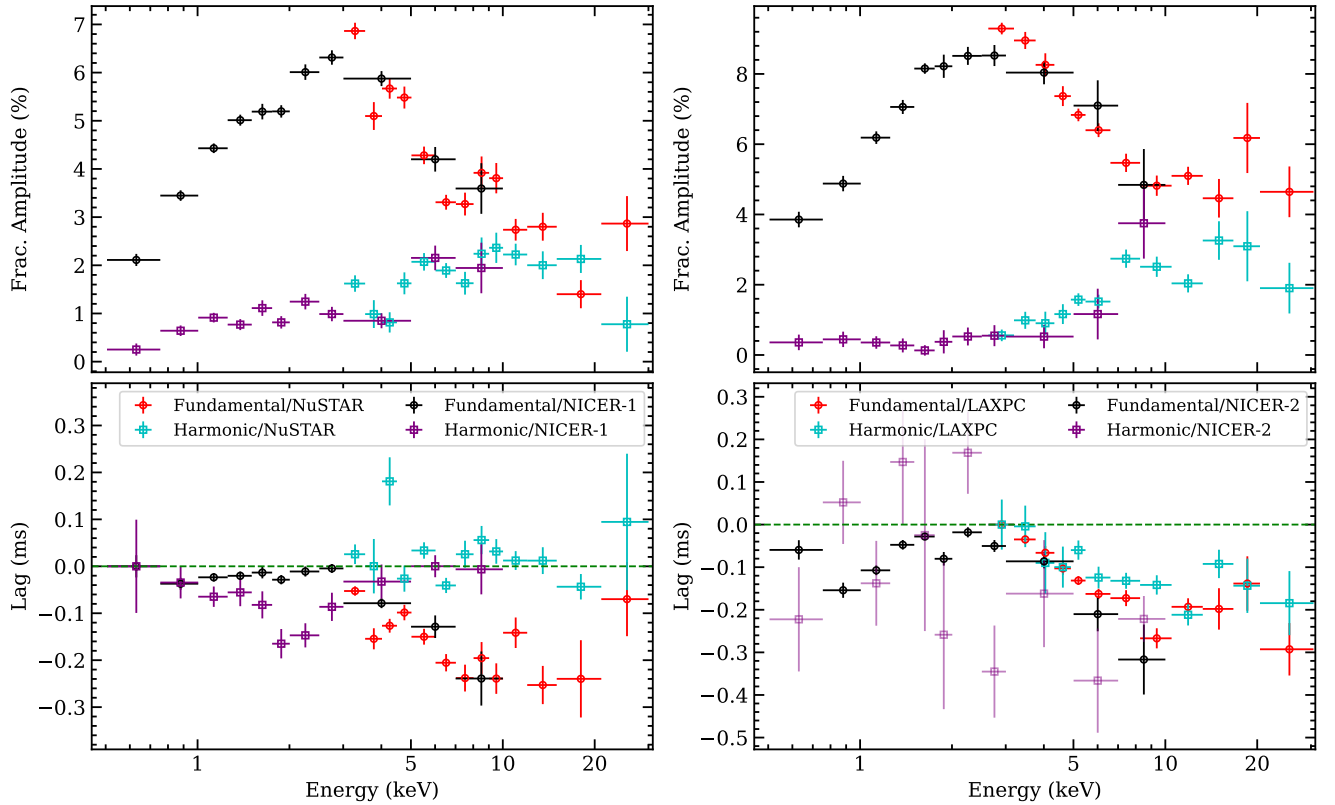 Frac. Amplitude (%)
7
6
5
4
3
2
1
0
Frac. Amplitude (%)
8
6
4
2
0
Lag (ms)
0.3
0.2
0.1
0.0
−0.1
−0.2
−0.3
Fundamental/NuSTAR
Harmonic/NuSTAR
Fundamental/NICER-1
Harmonic/NICER-1
1
5
10
20
Energy (keV)
Lag (ms)
0.3
0.2
0.1
0.0
−0.1
−0.2
−0.3
−0.4
−0.5
Fundamental/LAXPC
Harmonic/LAXPC
Fundamental/NICER-2
Harmonic/NICER-2
1
5
10
20
Energy (keV)